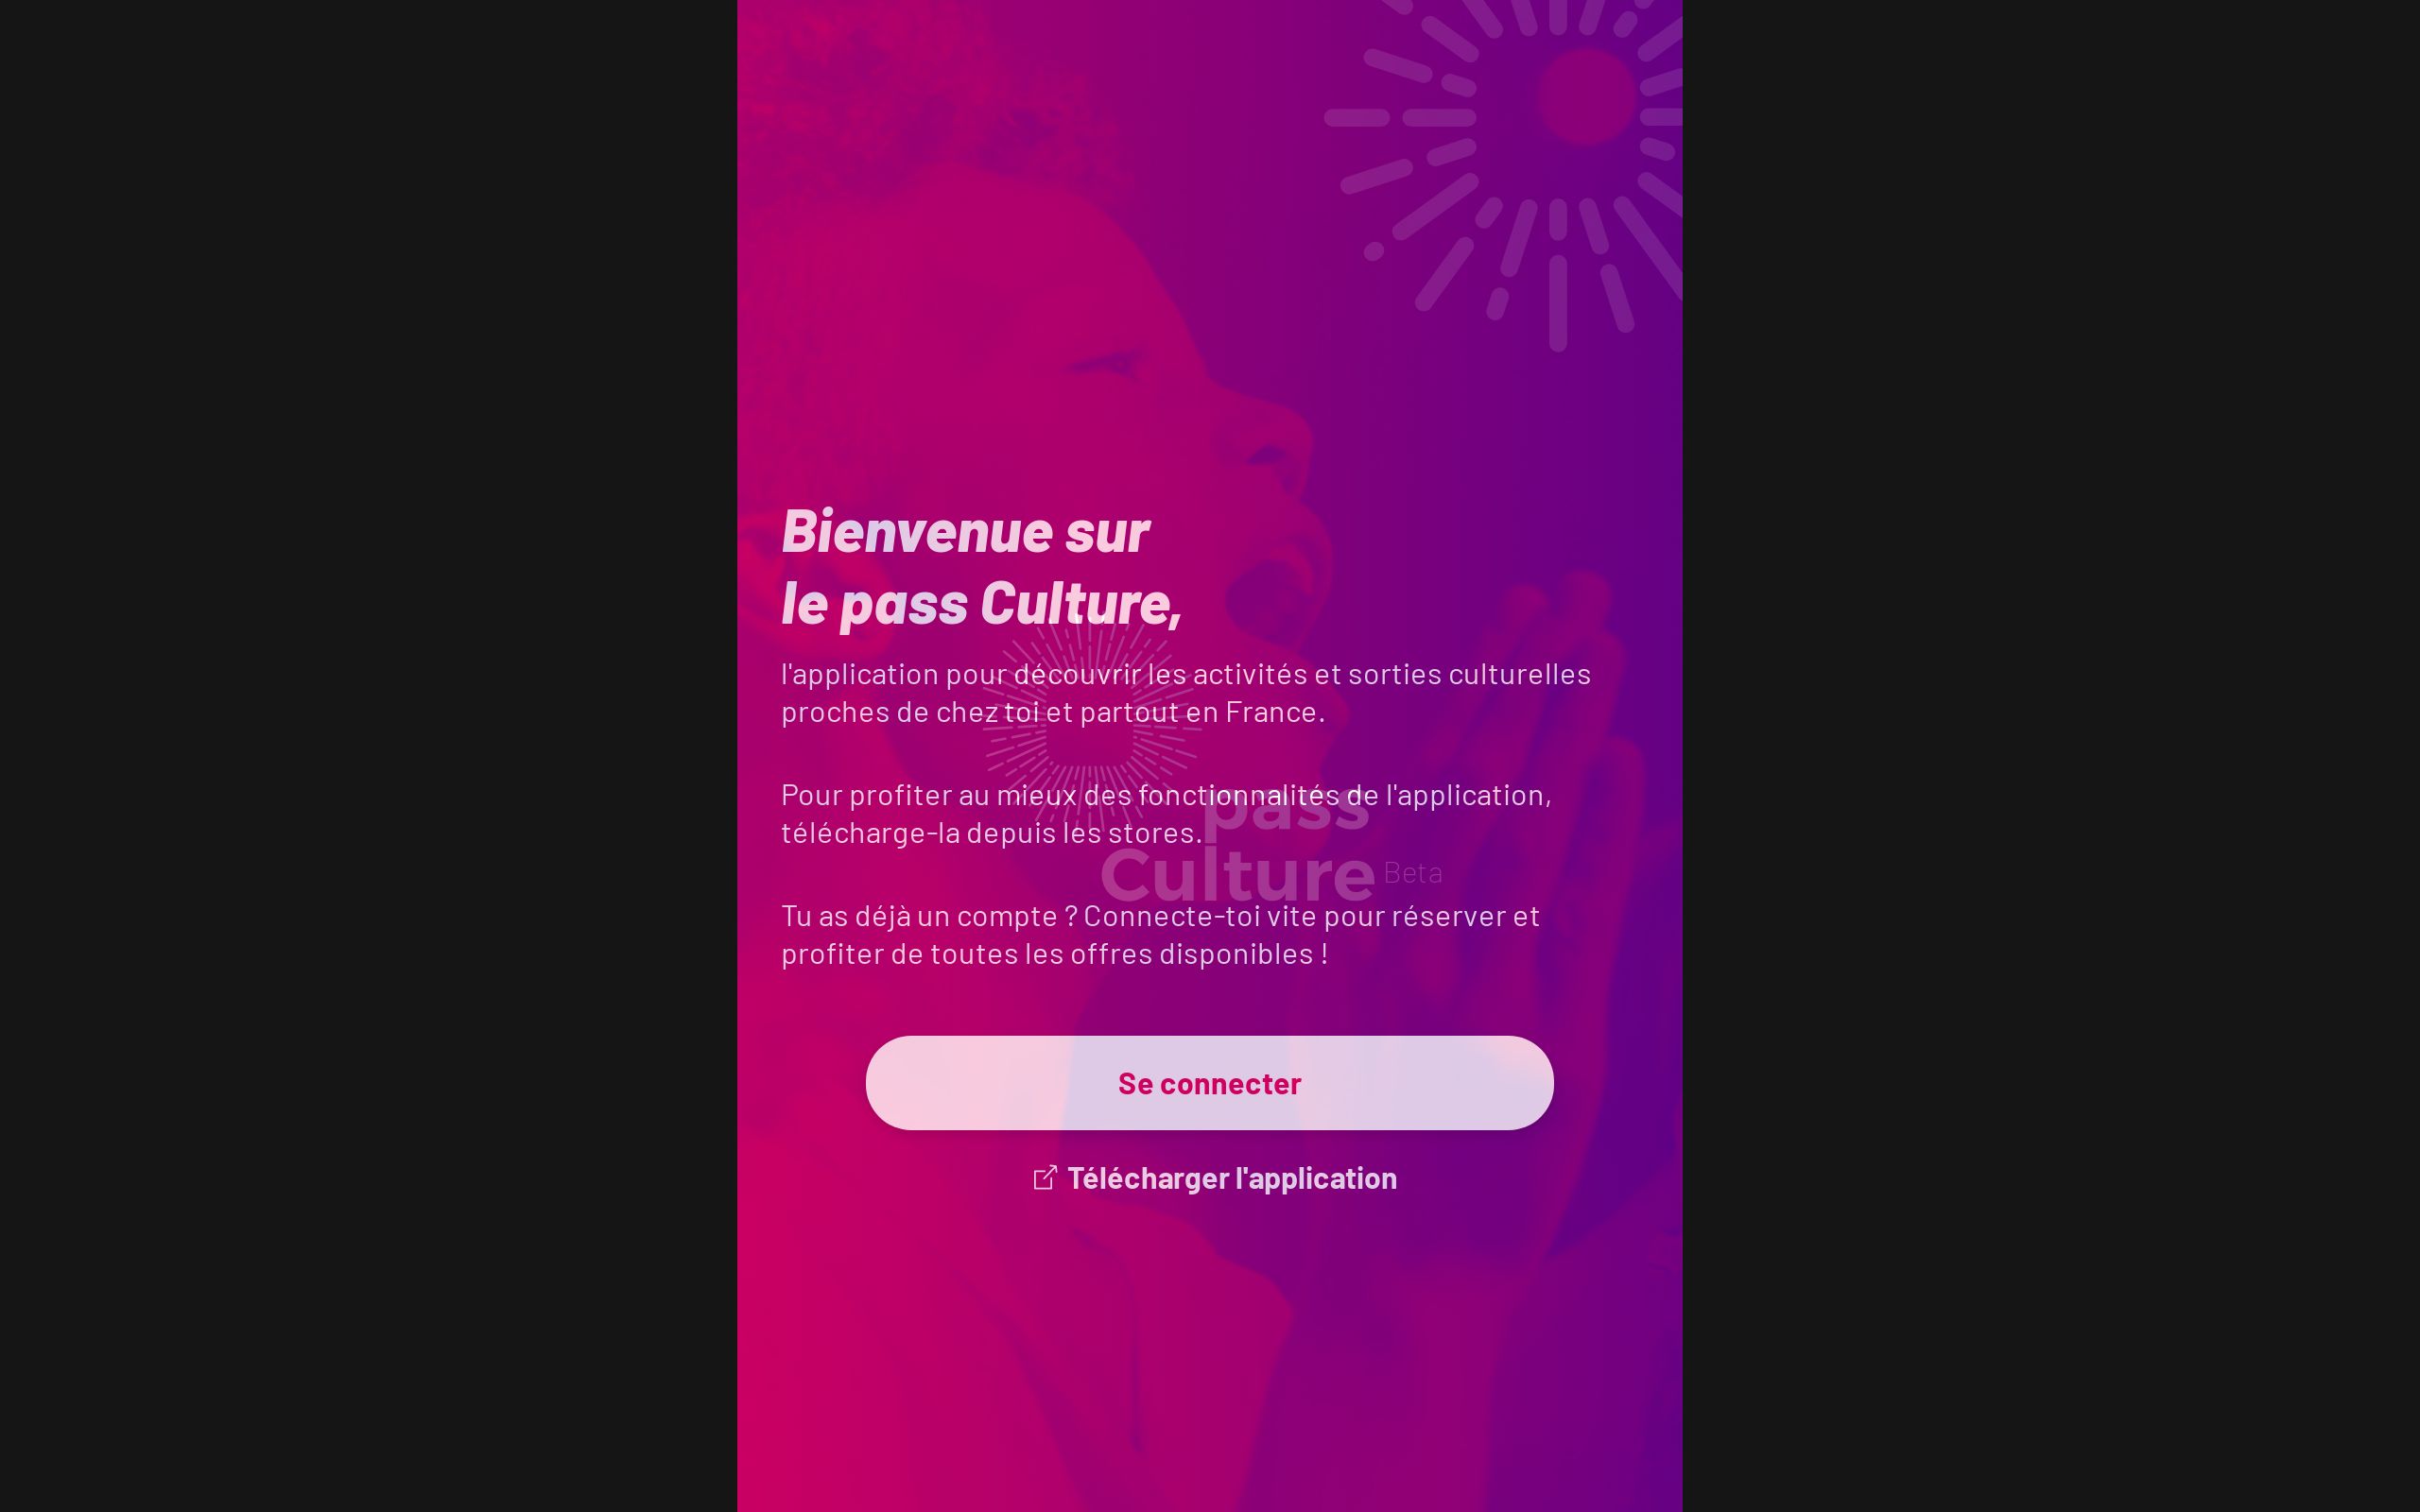 Bienvenue sur
le pass Culture,
l'application pour découvrir les activités et sorties culturelles
proches de chez toi et partout en France.
Pour profiter au mieux des fonctionnalités de l'application,
télécharge-la depuis les stores.
pass
Culture Beta
Tu as déjà un compte ? Connecte-toi vite pour réserver et
profiter de toutes les offres disponibles !
Se connecter
Télécharger l'application